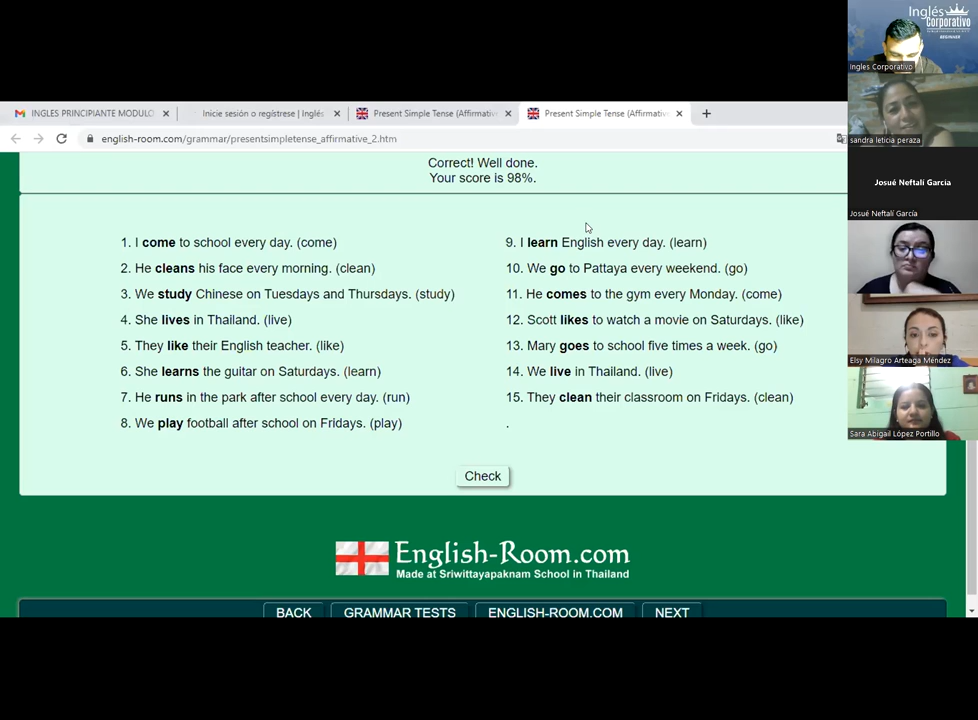 Inglés
Corporativo
BEGINNER
Ingles Corporativo
sandra leticia peraza
Josué Neftalí García
Josué Neftalí García
Elsy Milagro Arteaga Méndez
Sara Abigail López Portillo
INGLES PRINCIPIANTE MODULO
Inicie sesión o regístrese | Inglés
Present Simple Tense (Affirmative
Present Simple Tense (Affirmative
english-room.com/grammar/presentsimpletense_affirmative_2.htm
Correct! Well done.
Your score is 98%.
1. I come to school every day. (come)
2. He cleans his face every morning. (clean)
3. We study Chinese on Tuesdays and Thursdays. (study)
4. She lives in Thailand. (live)
5. They like their English teacher. (like)
6. She learns the guitar on Saturdays. (learn)
7. He runs in the park after school every day. (run)
8. We play football after school on Fridays. (play)
9. I learn English every day. (learn)
10. We go to Pattaya every weekend. (go)
11. He comes to the gym every Monday. (come)
12. Scott likes to watch a movie on Saturdays. (like)
13. Mary goes to school five times a week. (go)
14. We live in Thailand. (live)
15. They clean their classroom on Fridays. (clean)
.
Check
English-Room.com
Made at Sriwittayapaknam School in Thailand
BACK
GRAMMAR TESTS
ENGLISH-ROOM.COM
NEXT